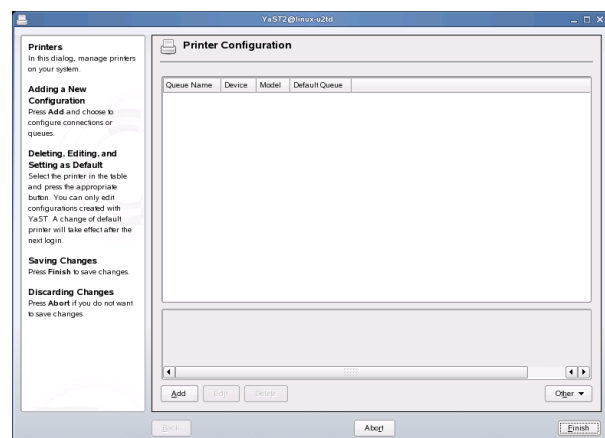 YaST2@linux-u2td
Printers
In this dialog, manage printers
on your system.
Adding a New
Configuration
Press Add and choose to
configure connections or
queues.
Deleting, Editing, and
Setting as Default
Select the printer in the table
and press the appropriate
button. You can only edit
configurations created with
YaST. A change of default
printer will take effect after the
next login.
Saving Changes
Press Finish to save changes.
Discarding Changes
Press Abort if you do not want
to save changes.
Printer Configuration
Queue Name Device Model Default Queue
Add Edit Delete Other
Back Abort Finish